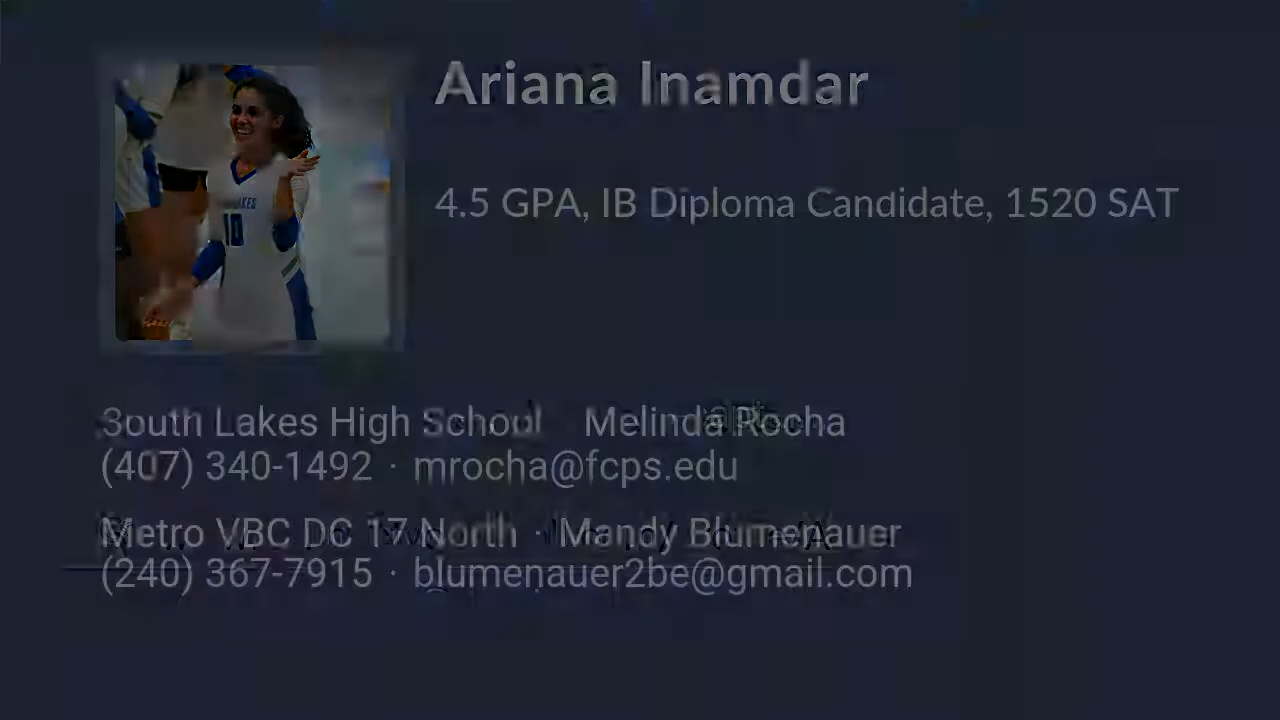 Ariana Inamdar
4.5 GPA, IB Diploma Candidate, 1520 SAT
10
South Lakes High School Melinda Rocha
(407) 340-1492 · mrocha@fcps.edu
Metro VBC DC 17 North · Mandy Blumenauer
(240) 367-7915 · blumenauer2be@gmail.com